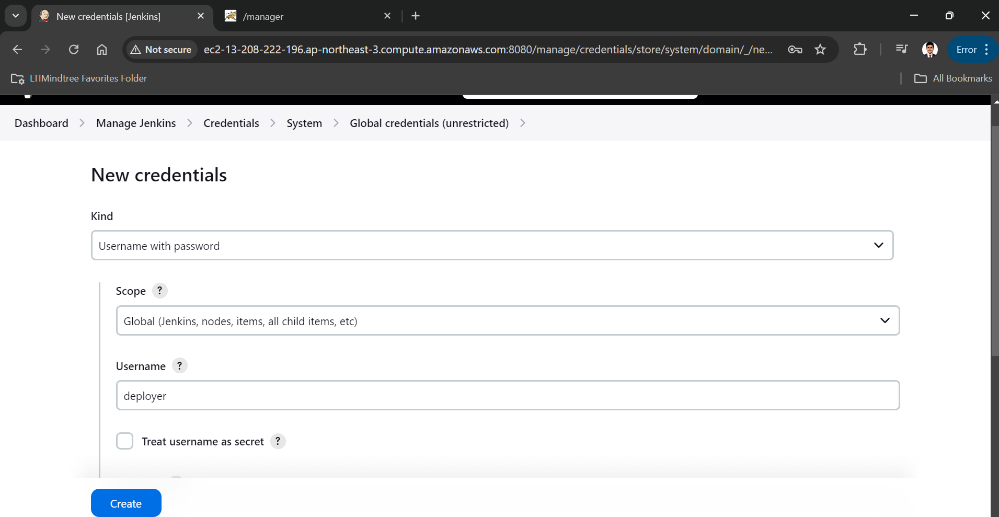 New credentials [Jenkins]
/manager
Not secure
ec2-13-208-222-196.ap-northeast-3.compute.amazonaws.com:8080/manage/credentials/store/system/domain/_/ne...
Error
LTIMindtree Favorites Folder
All Bookmarks
Dashboard > Manage Jenkins > Credentials > System > Global credentials (unrestricted) >
New credentials
Kind
Username with password
Scope ?
Global (Jenkins, nodes, items, all child items, etc)
Username ?
deployer
Treat username as secret ?
Create